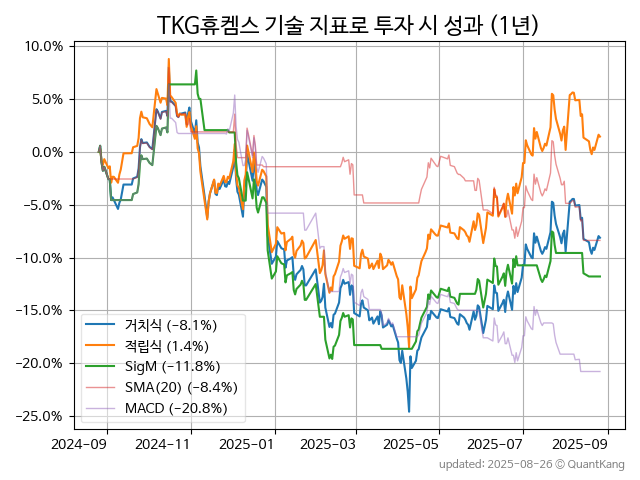 TKG휴켐스 기술 지표로 투자 시 성과 (1년)
10.0%
5.0%
0.0%
−5.0%
−10.0%
−15.0%
−20.0%
−25.0%
거치식 (−8.1%)
적립식 (1.4%)
SigM (−11.8%)
SMA(20) (−8.4%)
MACD (−20.8%)
2024-09 2024-11 2025-01 2025-03 2025-05 2025-07 2025-09
updated: 2025-08-26 © QuantKang